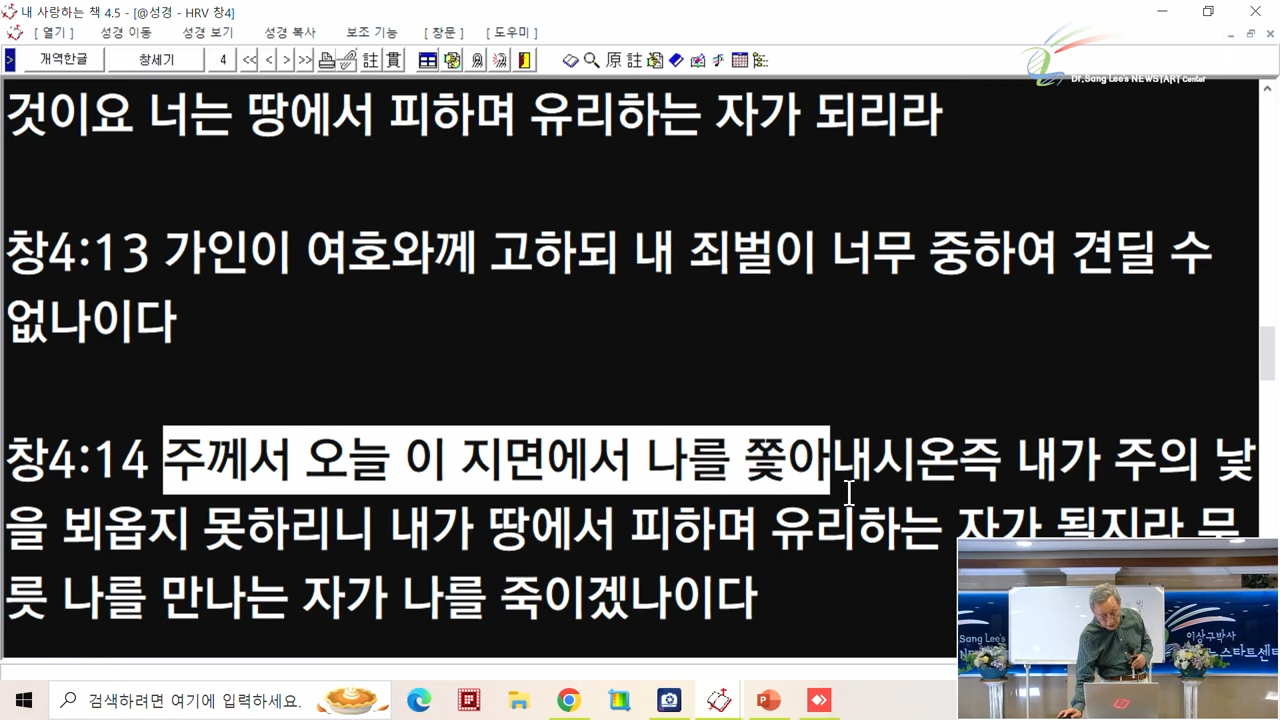 내 사랑하는 책 4.5 - [@성경 - HRV 창4]
[ 열기 ] 성경 이동 성경 보기 성경 복사 보조 기능 [ 창문 ] [ 도우미 ]
> 개역한글 창세기 4 << < > >> 註 貫 原 註
Dr.Sang Lee's NEWSTART Center
것이요 너는 땅에서 피하며 유리하는 자가 되리라
창4:13 가인이 여호와께 고하되 내 죄벌이 너무 중하여 견딜 수
없나이다
창4:14 주께서 오늘 이 지면에서 나를 쫓아내시온즉 내가 주의 낯
을 뵈옵지 못하리니 내가 땅에서 피하며 유리하는 자가 될지라 무
릇 나를 만나는 자가 나를 죽이겠나이다
Sang Lee's
이상구박사
스타트센터
검색하려면 여기에 입력하세요.